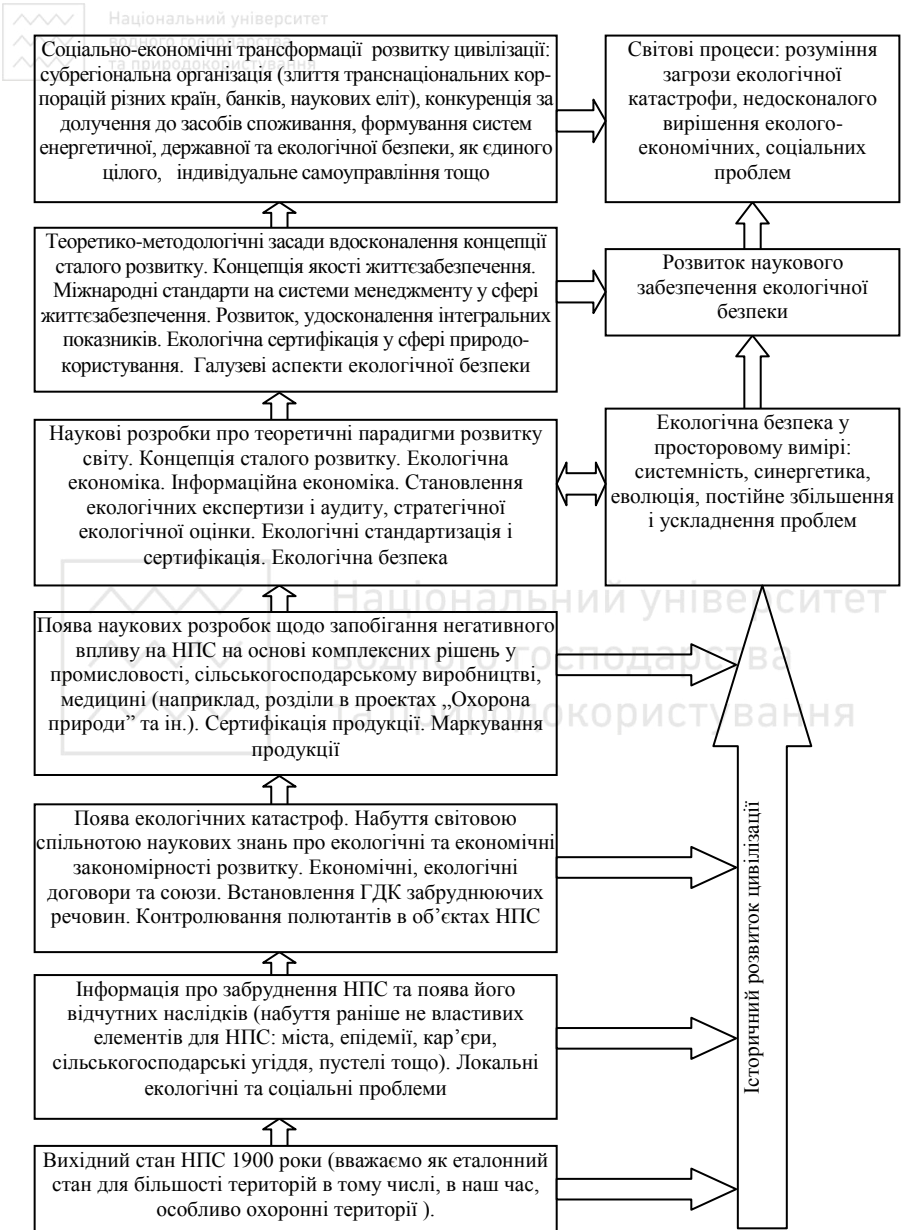 Національний університет
водного господарства
та природокористування
Соціально-економічні трансформації розвитку цивілізації:
субрегіональна організація (злиття транснаціональних кор-
порацій різних країн, банків, наукових еліт), конкуренція за
долучення до засобів споживання, формування систем
енергетичної, державної та екологічної безпеки, як єдиного
цілого, індивідуальне самоуправління тощо
Світові процеси: розуміння
загрози екологічної
катастрофи, недосконалого
вирішення еколого-
економічних, соціальних
проблем
Теоретико-методологічні засади вдосконалення концепції
сталого розвитку. Концепція якості життєзабезпечення.
Міжнародні стандарти на системи менеджменту у сфері
життєзабезпечення. Розвиток, удосконалення інтегральних
показників. Екологічна сертифікація у сфері природо-
користування. Галузеві аспекти екологічної безпеки
Розвиток наукового
забезпечення екологічної
безпеки
Наукові розробки про теоретичні парадигми розвитку
світу. Концепція сталого розвитку. Екологічна
економіка. Інформаційна економіка. Становлення
екологічних експертизи і аудиту, стратегічної
екологічної оцінки. Екологічні стандартизація і
сертифікація. Екологічна безпека
Екологічна безпека у
просторовому вимірі:
системність, синергетика,
еволюція, постійне збільшення
і ускладнення проблем
Національний університет
водного господарства
та природокористування
Поява наукових розробок щодо запобігання негативного
впливу на НПС на основі комплексних рішень у
промисловості, сільськогосподарському виробництві,
медицині (наприклад, розділи в проектах „Охорона
природи” та ін.). Сертифікація продукції. Маркування
продукції
Поява екологічних катастроф. Набуття світовою
спільнотою наукових знань про екологічні та економічні
закономірності розвитку. Економічні, екологічні
договори та союзи. Встановлення ГДК забруднюючих
речовин. Контролювання полютантів в об’єктах НПС
Інформація про забруднення НПС та поява його
відчутних наслідків (набуття раніше не властивих
елементів для НПС: міста, епідемії, кар’єри,
сільськогосподарські угіддя, пустелі тощо). Локальні
екологічні та соціальні проблеми
Вихідний стан НПС 1900 роки (вважаємо як еталонний
стан для більшості територій в тому числі, в наш час,
особливо охоронні території ).
Історичний розвиток цивілізації